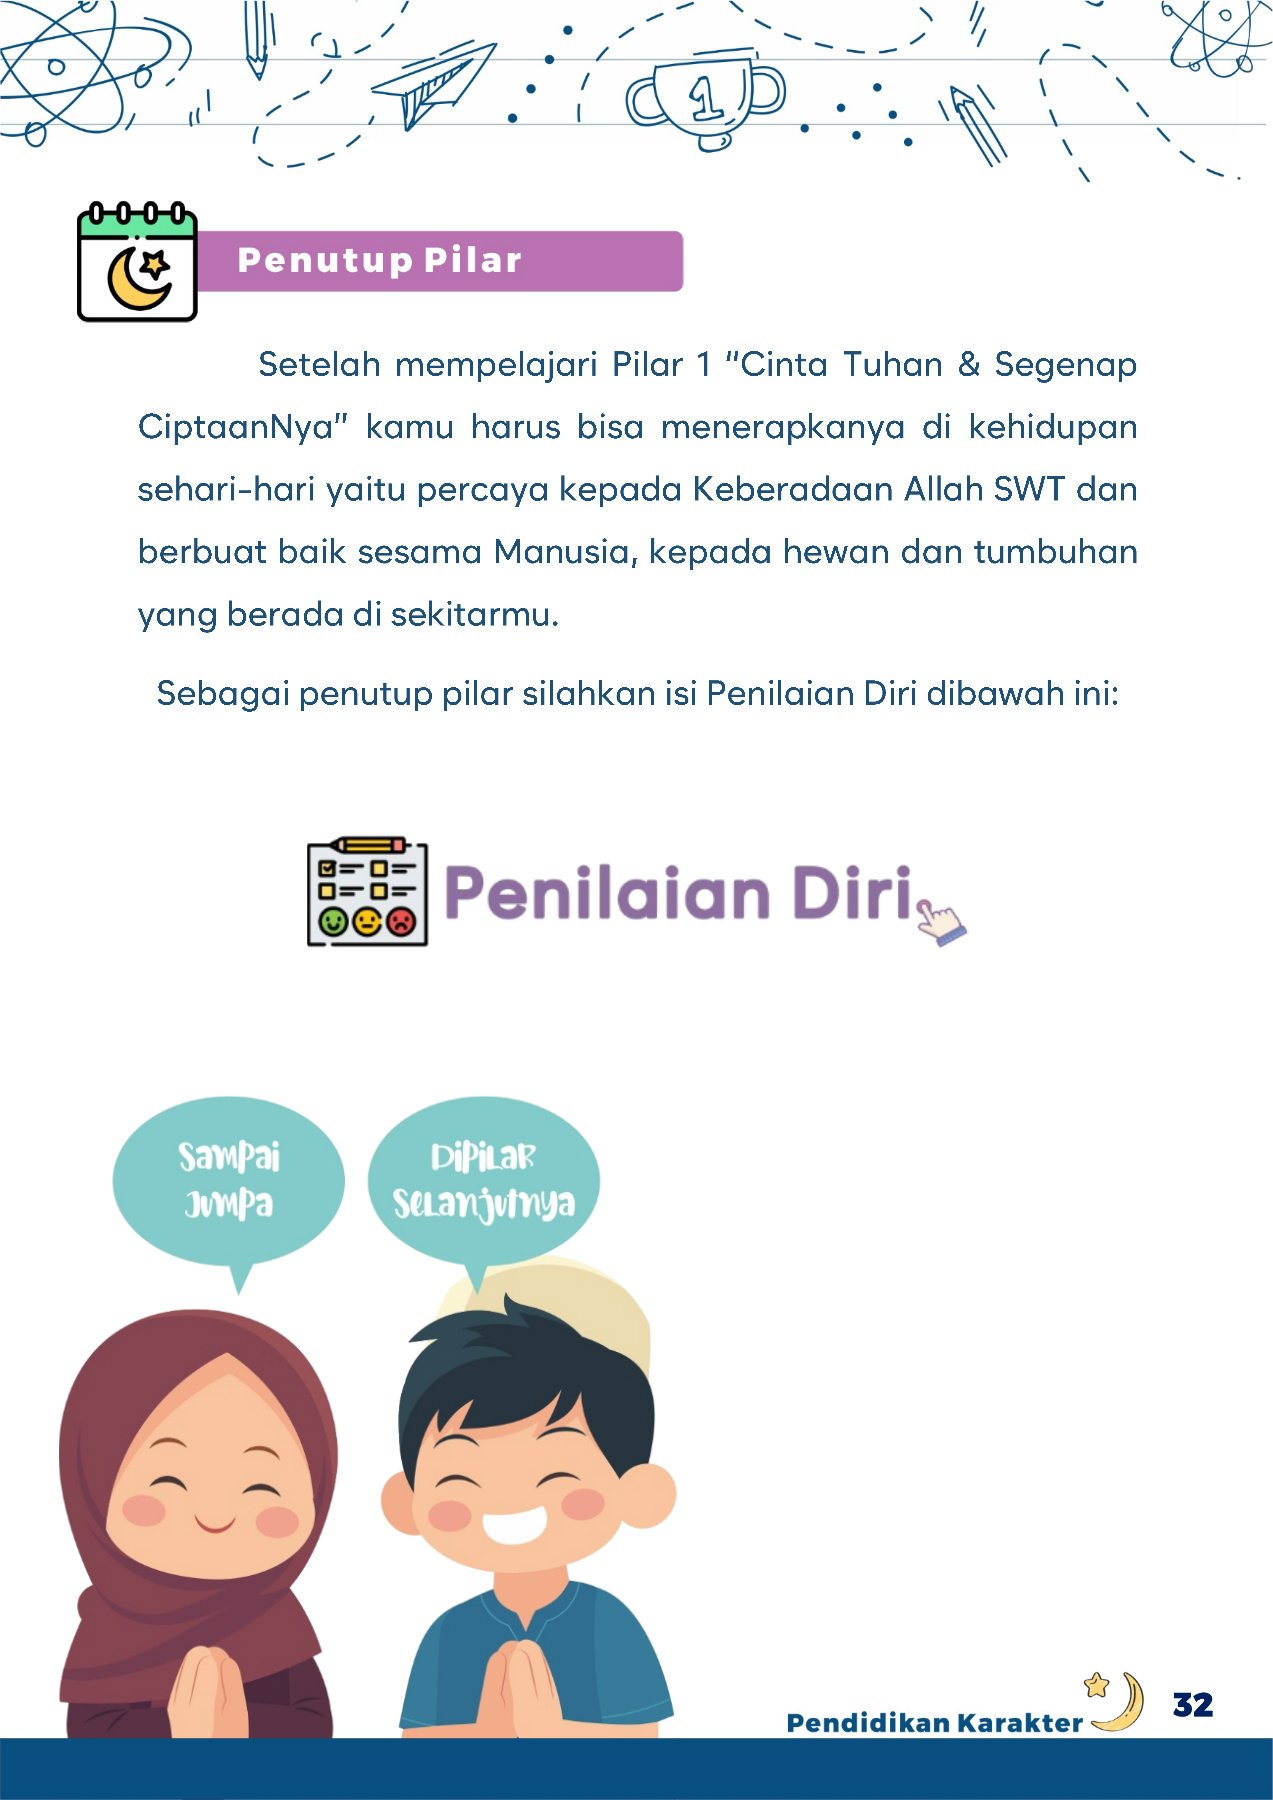 1
Penutup Pilar
Setelah mempelajari Pilar 1 "Cinta Tuhan & Segenap
CiptaanNya" kamu harus bisa menerapkanya di kehidupan
sehari-hari yaitu percaya kepada Keberadaan Allah SWT dan
berbuat baik sesama Manusia, kepada hewan dan tumbuhan
yang berada di sekitarmu.
Sebagai penutup pilar silahkan isi Penilaian Diri dibawah ini:
Penilaian Diri
Sampai
Jumpa
Dipilar
Selanjutnya
Pendidikan Karakter
32